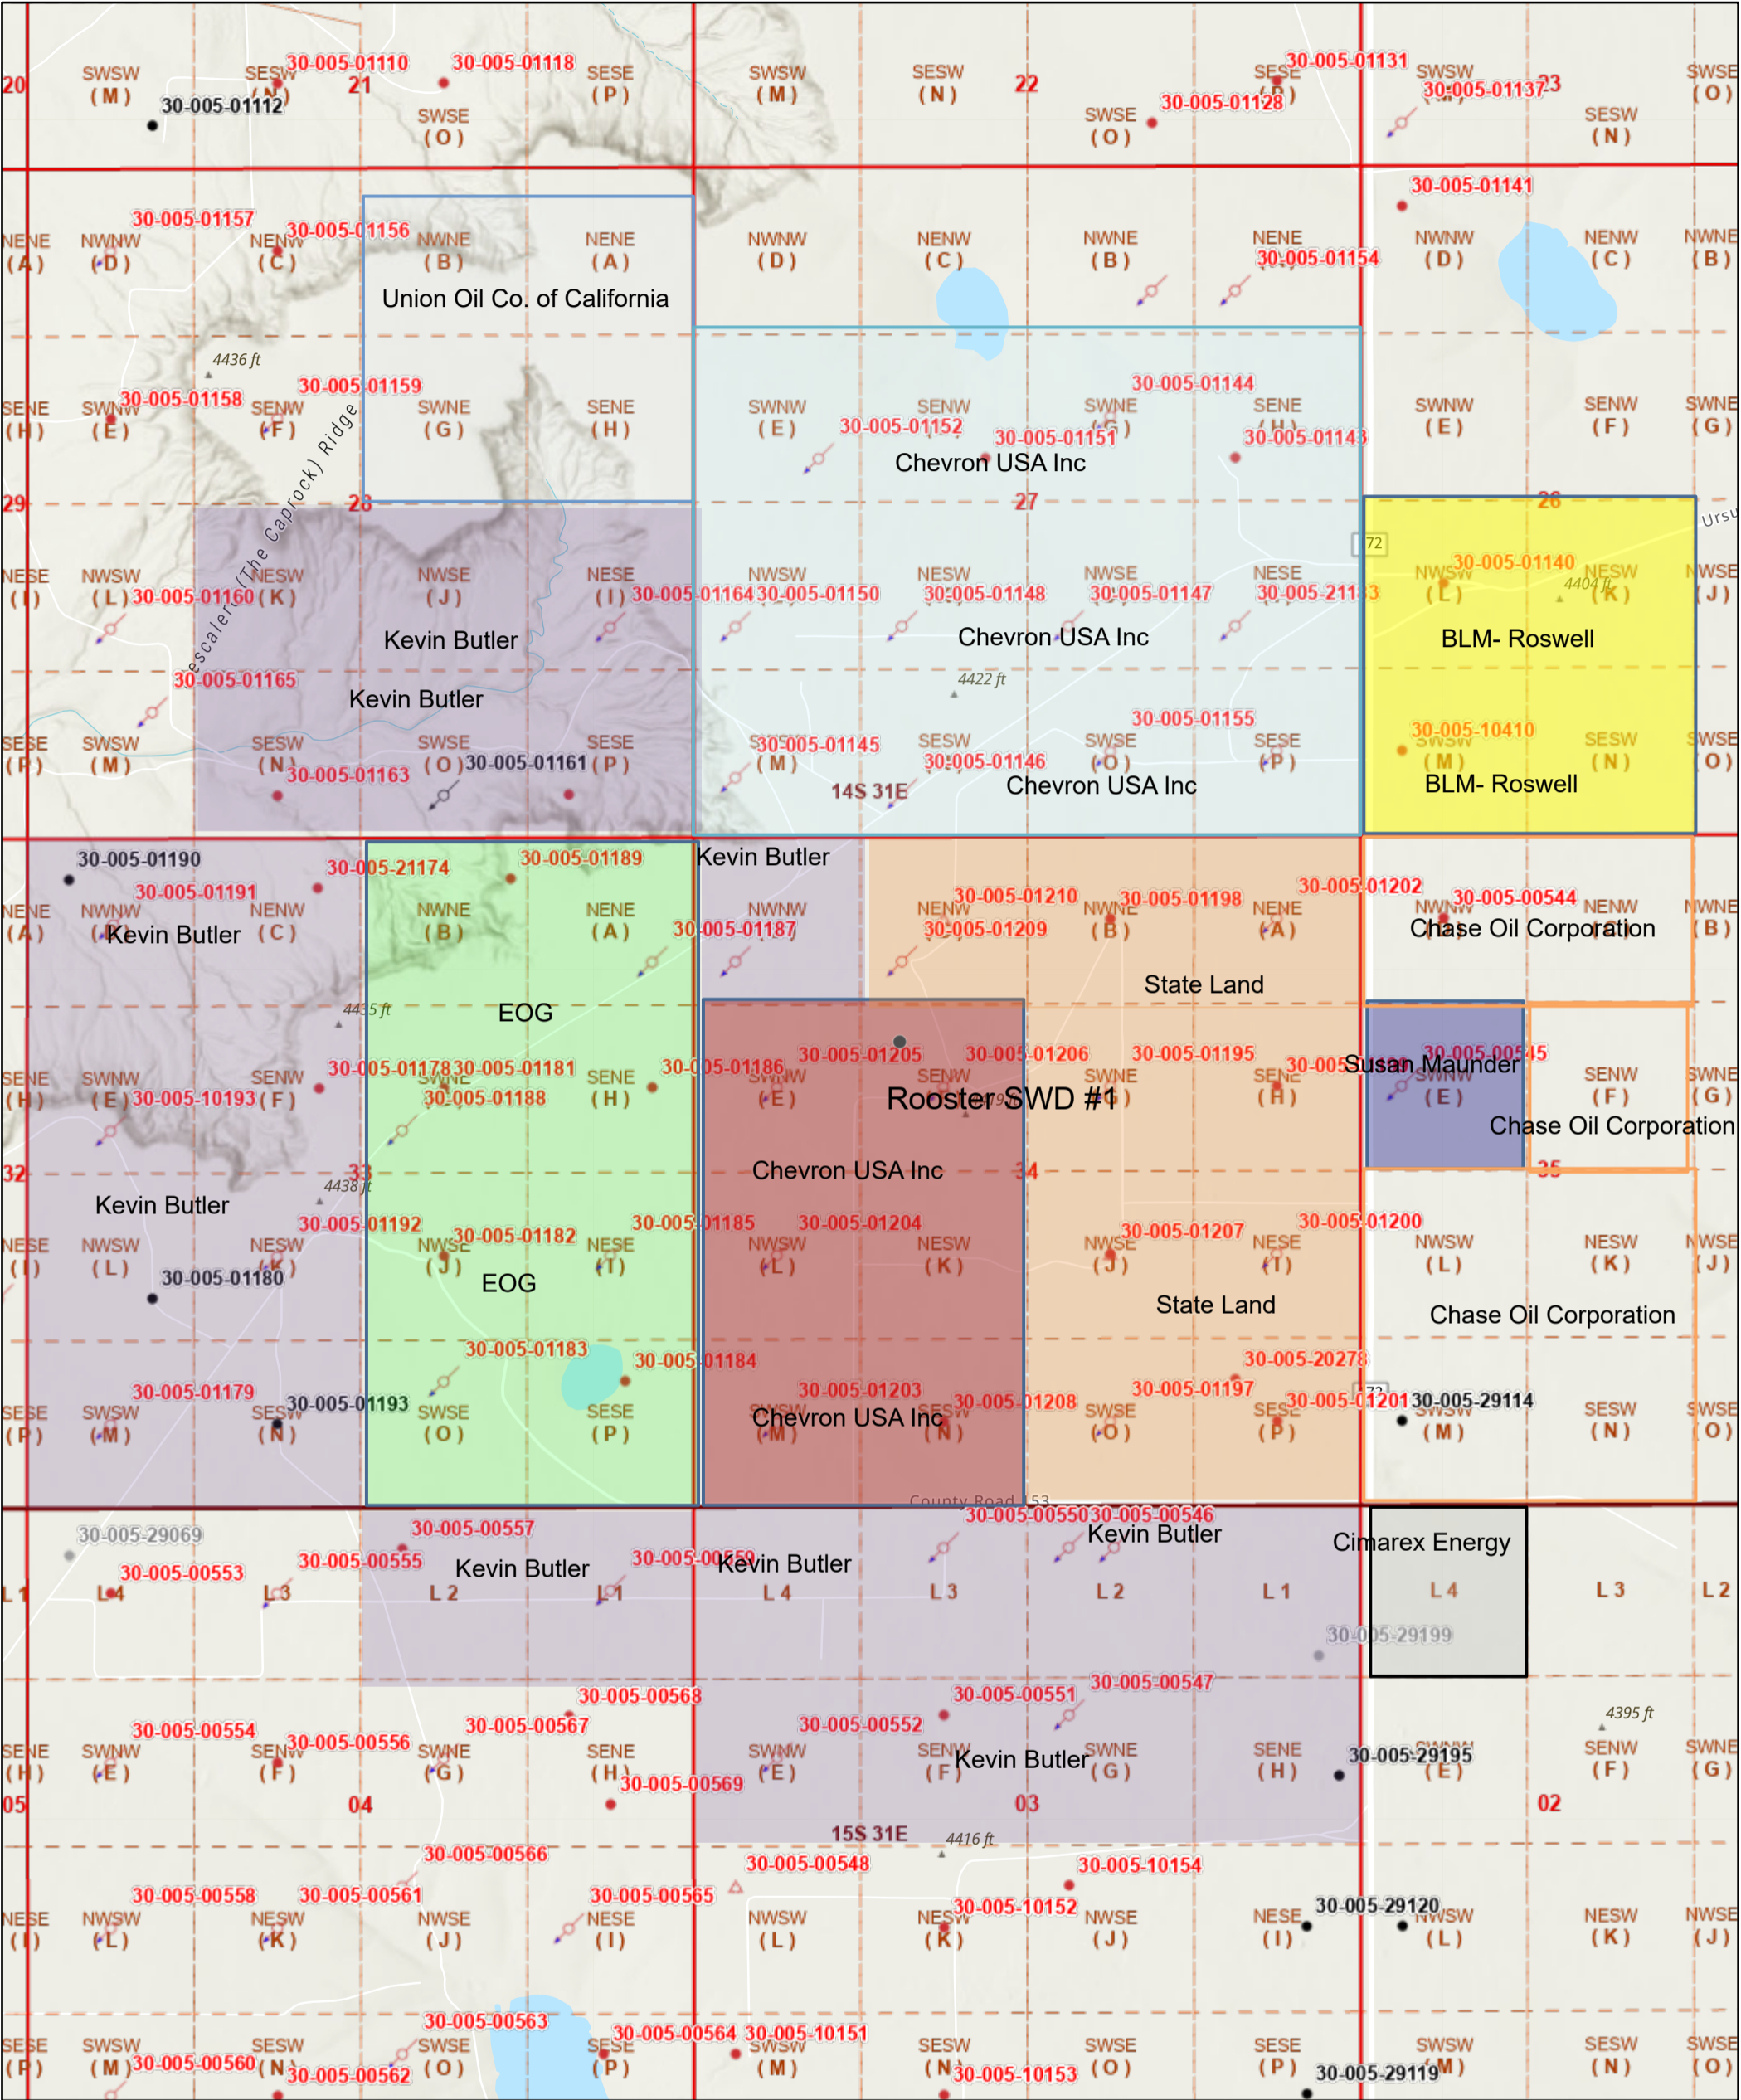 20
SWSW
(M)
30-005-01112
SESW
(N)
30-005-01110
21
30-005-01118
SWSE
(O)
SESE
(P)
SWSW
(M)
SESW
(N)
22
SWSE
(O)
30-005-01128
SESE
30-005-01131
SWSW
30-005-01137
23
SESW
(N)
SWSE
(O)
NENE
(A)
30-005-01157
NWNW
(D)
30-005-01156
NENW
(C)
NWNE
(B)
NENE
(A)
Union Oil Co. of California
NWNW
(D)
NENW
(C)
NWNE
(B)
NENE
30-005-01154
30-005-01141
NWNW
(D)
NENW
(C)
NWNE
(B)
4436 ft
SENE
(H)
SWNW
(E)
30-005-01158
30-005-01159
SENW
(F)
SWNE
(G)
SENE
(H)
SWNW
(E)
30-005-01152
SENW
30-005-01151
30-005-01144
SWNE
(G)
SENE
(H)
30-005-01143
Chevron USA Inc
SWNW
(E)
SENW
(F)
SWNE
(G)
29
28
27
26
72
Mescalero (The Caprock) Ridge
NESE
(I)
NWSW
(L)
30-005-01160
NESW
(K)
NWSE
(J)
NESE
(I)
30-005-01164
NWSW
30-005-01150
30-005-01148
NWSE
30-005-01147
NESE
30-005-21183
NWSW
(L)
30-005-01140
4404 ft
NESW
(K)
NWSE
(J)
Kevin Butler
Chevron USA Inc
BLM- Roswell
30-005-01165
Kevin Butler
4422 ft
SESE
(P)
SWSW
(M)
SESW
(N)
30-005-01163
SWSE
(O)
30-005-01161
SESE
(P)
30-005-01145
(M)
SESW
30-005-01146
30-005-01155
SWSE
(O)
SESE
(P)
30-005-10410
SWSW
(M)
SESW
(N)
SWSE
(O)
14S 31E
Chevron USA Inc
BLM- Roswell
30-005-01190
30-005-01191
30-005-21174
30-005-01189
Kevin Butler
NENE
(A)
NWNW
Kevin Butler
NENW
(C)
NWNE
(B)
NENE
(A)
30-005-01187
NWNW
NENW
30-005-01210
30-005-01209
NWNE
(B)
30-005-01198
30-005-01202
NENE
(A)
NWNW
30-005-00544
Chase Oil Corporation
NENW
NWNE
(B)
State Land
EOG
4435 ft
SENE
(H)
SWNW
(E)
30-005-10193
SENW
(F)
30-005-01178
30-005-01181
SWNE
30-005-01188
SENE
(H)
30-005-01186
SWNW
(E)
30-005-01205
SENW
30-005-01206
Rooster SWD #1
30-005-01195
SWNE
(G)
SENE
(H)
Susan Maunder
30-005-00545
SWNW
(E)
SENW
(F)
SWNE
(G)
Chase Oil Corporation
32
33
Chevron USA Inc
34
35
4438 ft
Kevin Butler
NESE
(I)
NWSW
(L)
30-005-01180
30-005-01192
NESW
(K)
NWSE
(J)
30-005-01182
NESE
(I)
30-005-01185
NWSW
(L)
30-005-01204
NESW
(K)
NWSE
(J)
30-005-01207
30-005-01200
NESE
(I)
NWSW
(L)
NESW
(K)
NWSE
(J)
EOG
State Land
Chase Oil Corporation
SESE
(P)
30-005-01179
SWSW
(M)
SESW
(N)
30-005-01193
30-005-01183
SWSE
(O)
30-005-01184
SESE
(P)
30-005-01203
SWSW
(M)
Chevron USA Inc
SESW
(N)
30-005-01208
30-005-01197
SWSE
(O)
30-005-20278
SESE
(P)
30-005-01201
30-005-29114
SWSW
(M)
SESW
(N)
SWSE
(O)
County Road 153
30-005-29069
30-005-00553
L 1
L 4
30-005-00555
L 3
30-005-00557
Kevin Butler
L 2
30-005-00559
L 1
Kevin Butler
L 4
30-005-00550
30-005-00546
Kevin Butler
L 3
L 2
L 1
30-005-29199
Cimarex Energy
L 4
L 3
L 2
SENE
(H)
30-005-00554
SWNW
(E)
SENW
(F)
30-005-00556
30-005-00567
30-005-00568
SWNE
(G)
SENE
(H)
30-005-00569
30-005-00552
SWNW
(E)
30-005-00551
SENW
(F)
Kevin Butler
30-005-00547
SWNE
(G)
SENE
(H)
30-005-29195
SWNW
(E)
4395 ft
SENW
(F)
SWNE
(G)
05
04
03
02
15S 31E
4416 ft
NESE
(I)
30-005-00558
NWSW
(L)
30-005-00561
NESW
(K)
30-005-00566
NWSE
(J)
30-005-00565
NESE
(I)
30-005-00548
NWSW
(L)
30-005-10152
NESW
(K)
30-005-10154
NWSE
(J)
NESE
(I)
30-005-29120
NWSW
(L)
NESW
(K)
NWSE
(J)
SESE
(P)
SWSW
(M)
30-005-00560
SESW
(N)
30-005-00562
30-005-00563
SWSE
(O)
30-005-00564
SESE
(P)
30-005-10151
SWSW
(M)
SESW
(N)
30-005-10153
SWSE
(O)
SESE
(P)
30-005-29119
SWSW
(M)
SESW
(N)
SWSE
(O)